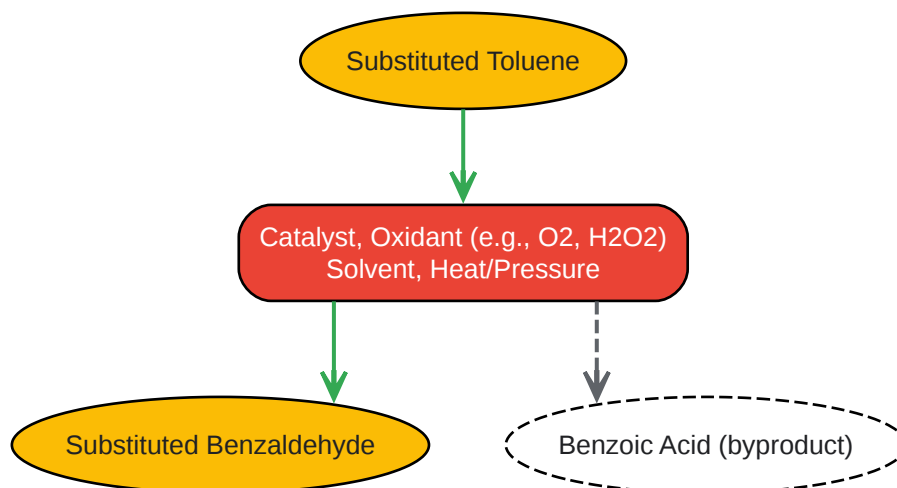 Substituted Toluene
Catalyst, Oxidant (e.g., O2, H2O2)
Solvent, Heat/Pressure
Substituted Benzaldehyde
Benzoic Acid (byproduct)